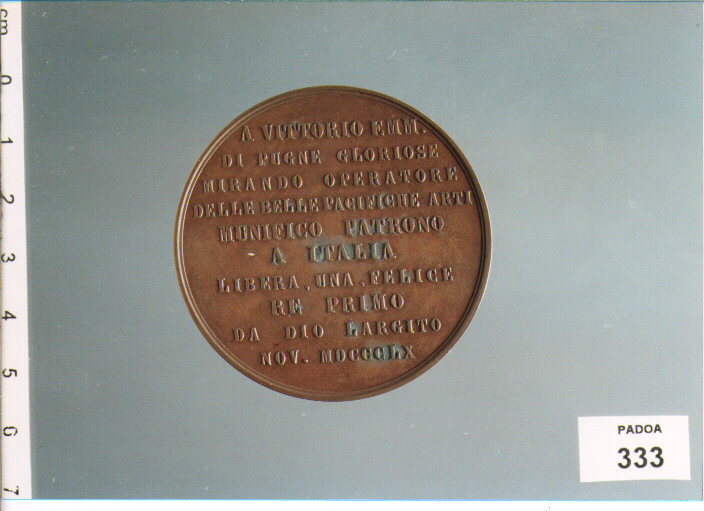 A VITTORIO EMM.
DI PUGNE GLORIOSE
MIRANDO OPERATORE
DELLE BELLE PACIFICHE ARTI
MUNIFICO PATRONO
A ITALIA
LIBERA, UNA, FELICE
RE PRIMO
DA DIO LARGITO
NOV. MDCCCLX
PADOA
333
cm
0
1
2
3
4
5
6
7